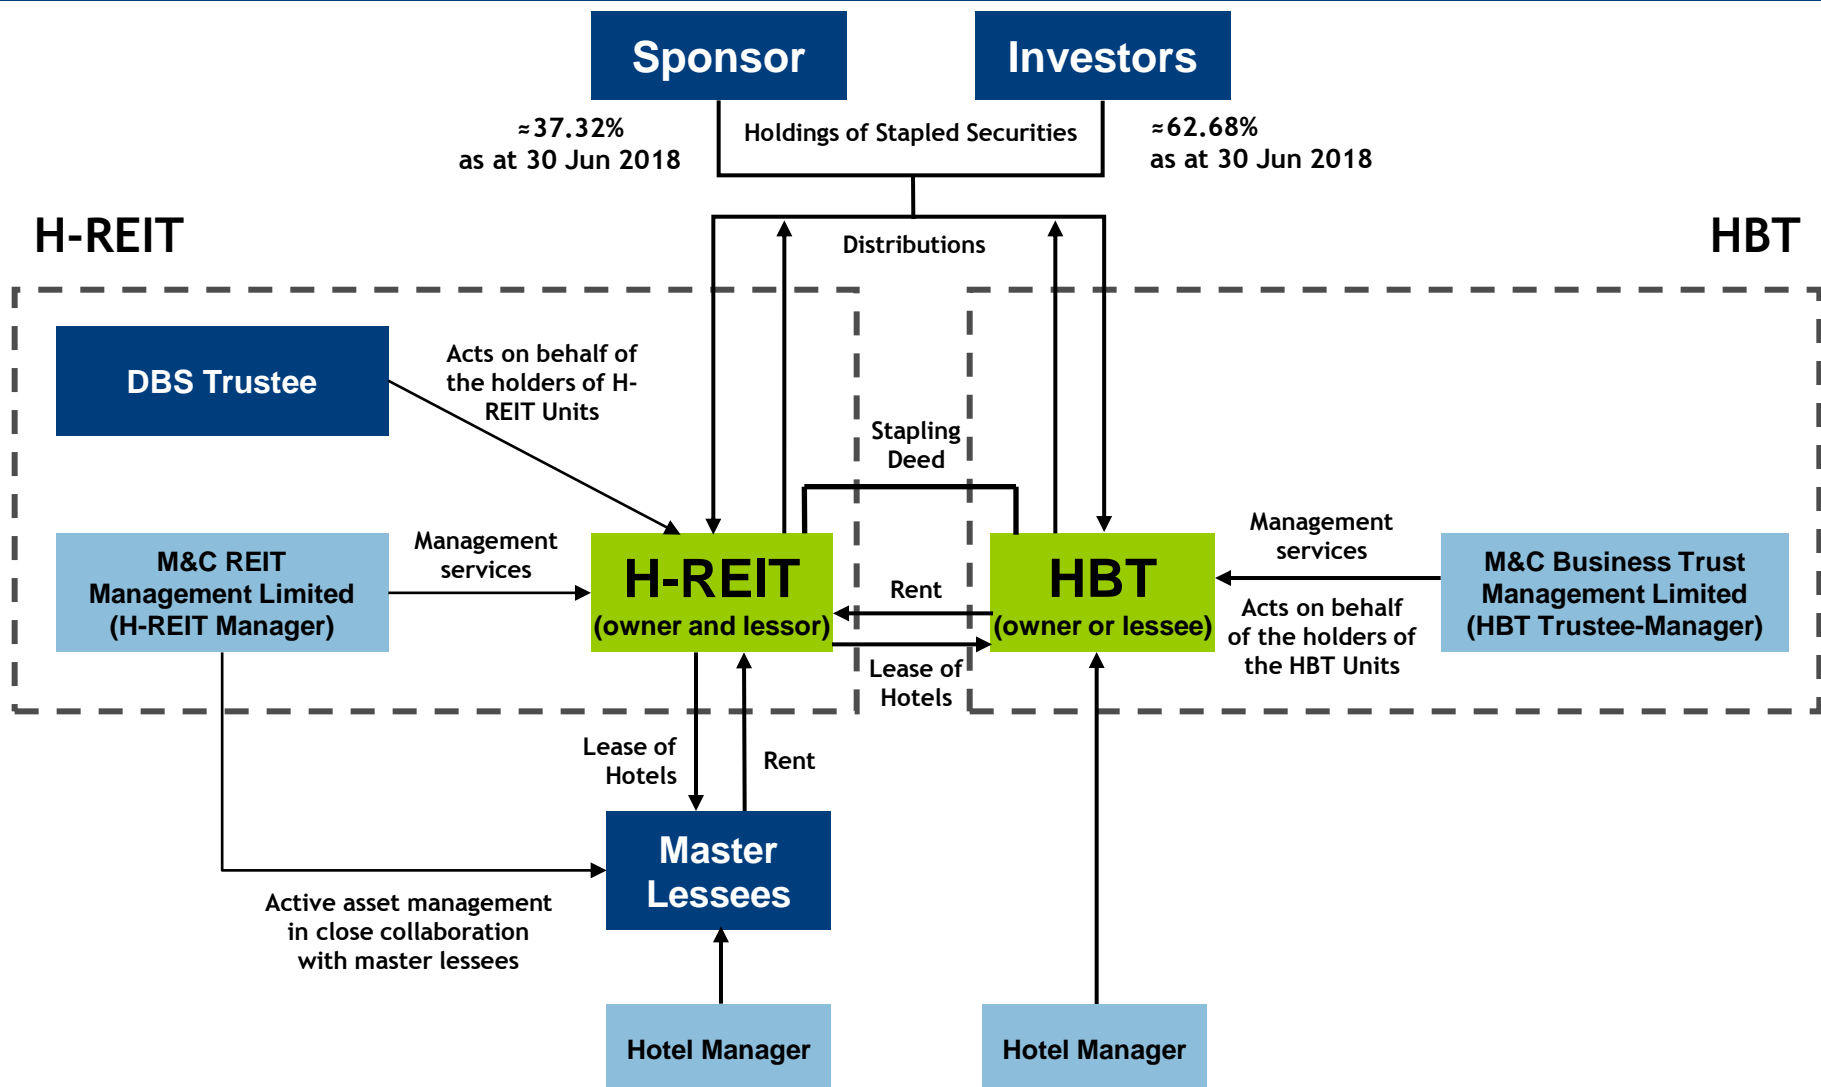 Sponsor
Investors
≈37.32%
as at 30 Jun 2018
Holdings of Stapled Securities
≈62.68%
as at 30 Jun 2018
H-REIT
HBT
Distributions
DBS Trustee
Acts on behalf of
the holders of H-
REIT Units
Stapling
Deed
M&C REIT
Management Limited
(H-REIT Manager)
Management
services
H-REIT
(owner and lessor)
Rent
Lease of
Hotels
HBT
(owner or lessee)
Management
services
Acts on behalf
of the holders of
the HBT Units
M&C Business Trust
Management Limited
(HBT Trustee-Manager)
Lease of
Hotels
Rent
Master
Lessees
Active asset management
in close collaboration
with master lessees
Hotel Manager
Hotel Manager